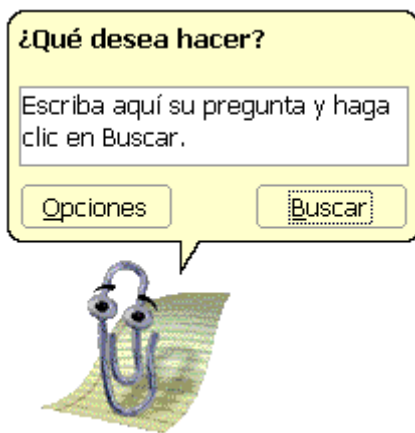 ¿Qué desea hacer?
Escriba aquí su pregunta y haga
clic en Buscar.
Opciones
Buscar